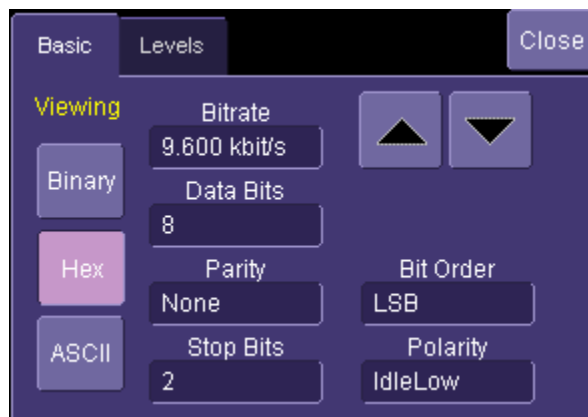 Basic
Levels
Close
Viewing
Binary
Hex
ASCII
Bitrate
9.600 kbit/s
Data Bits
8
Parity
None
Stop Bits
2
Bit Order
LSB
Polarity
IdleLow